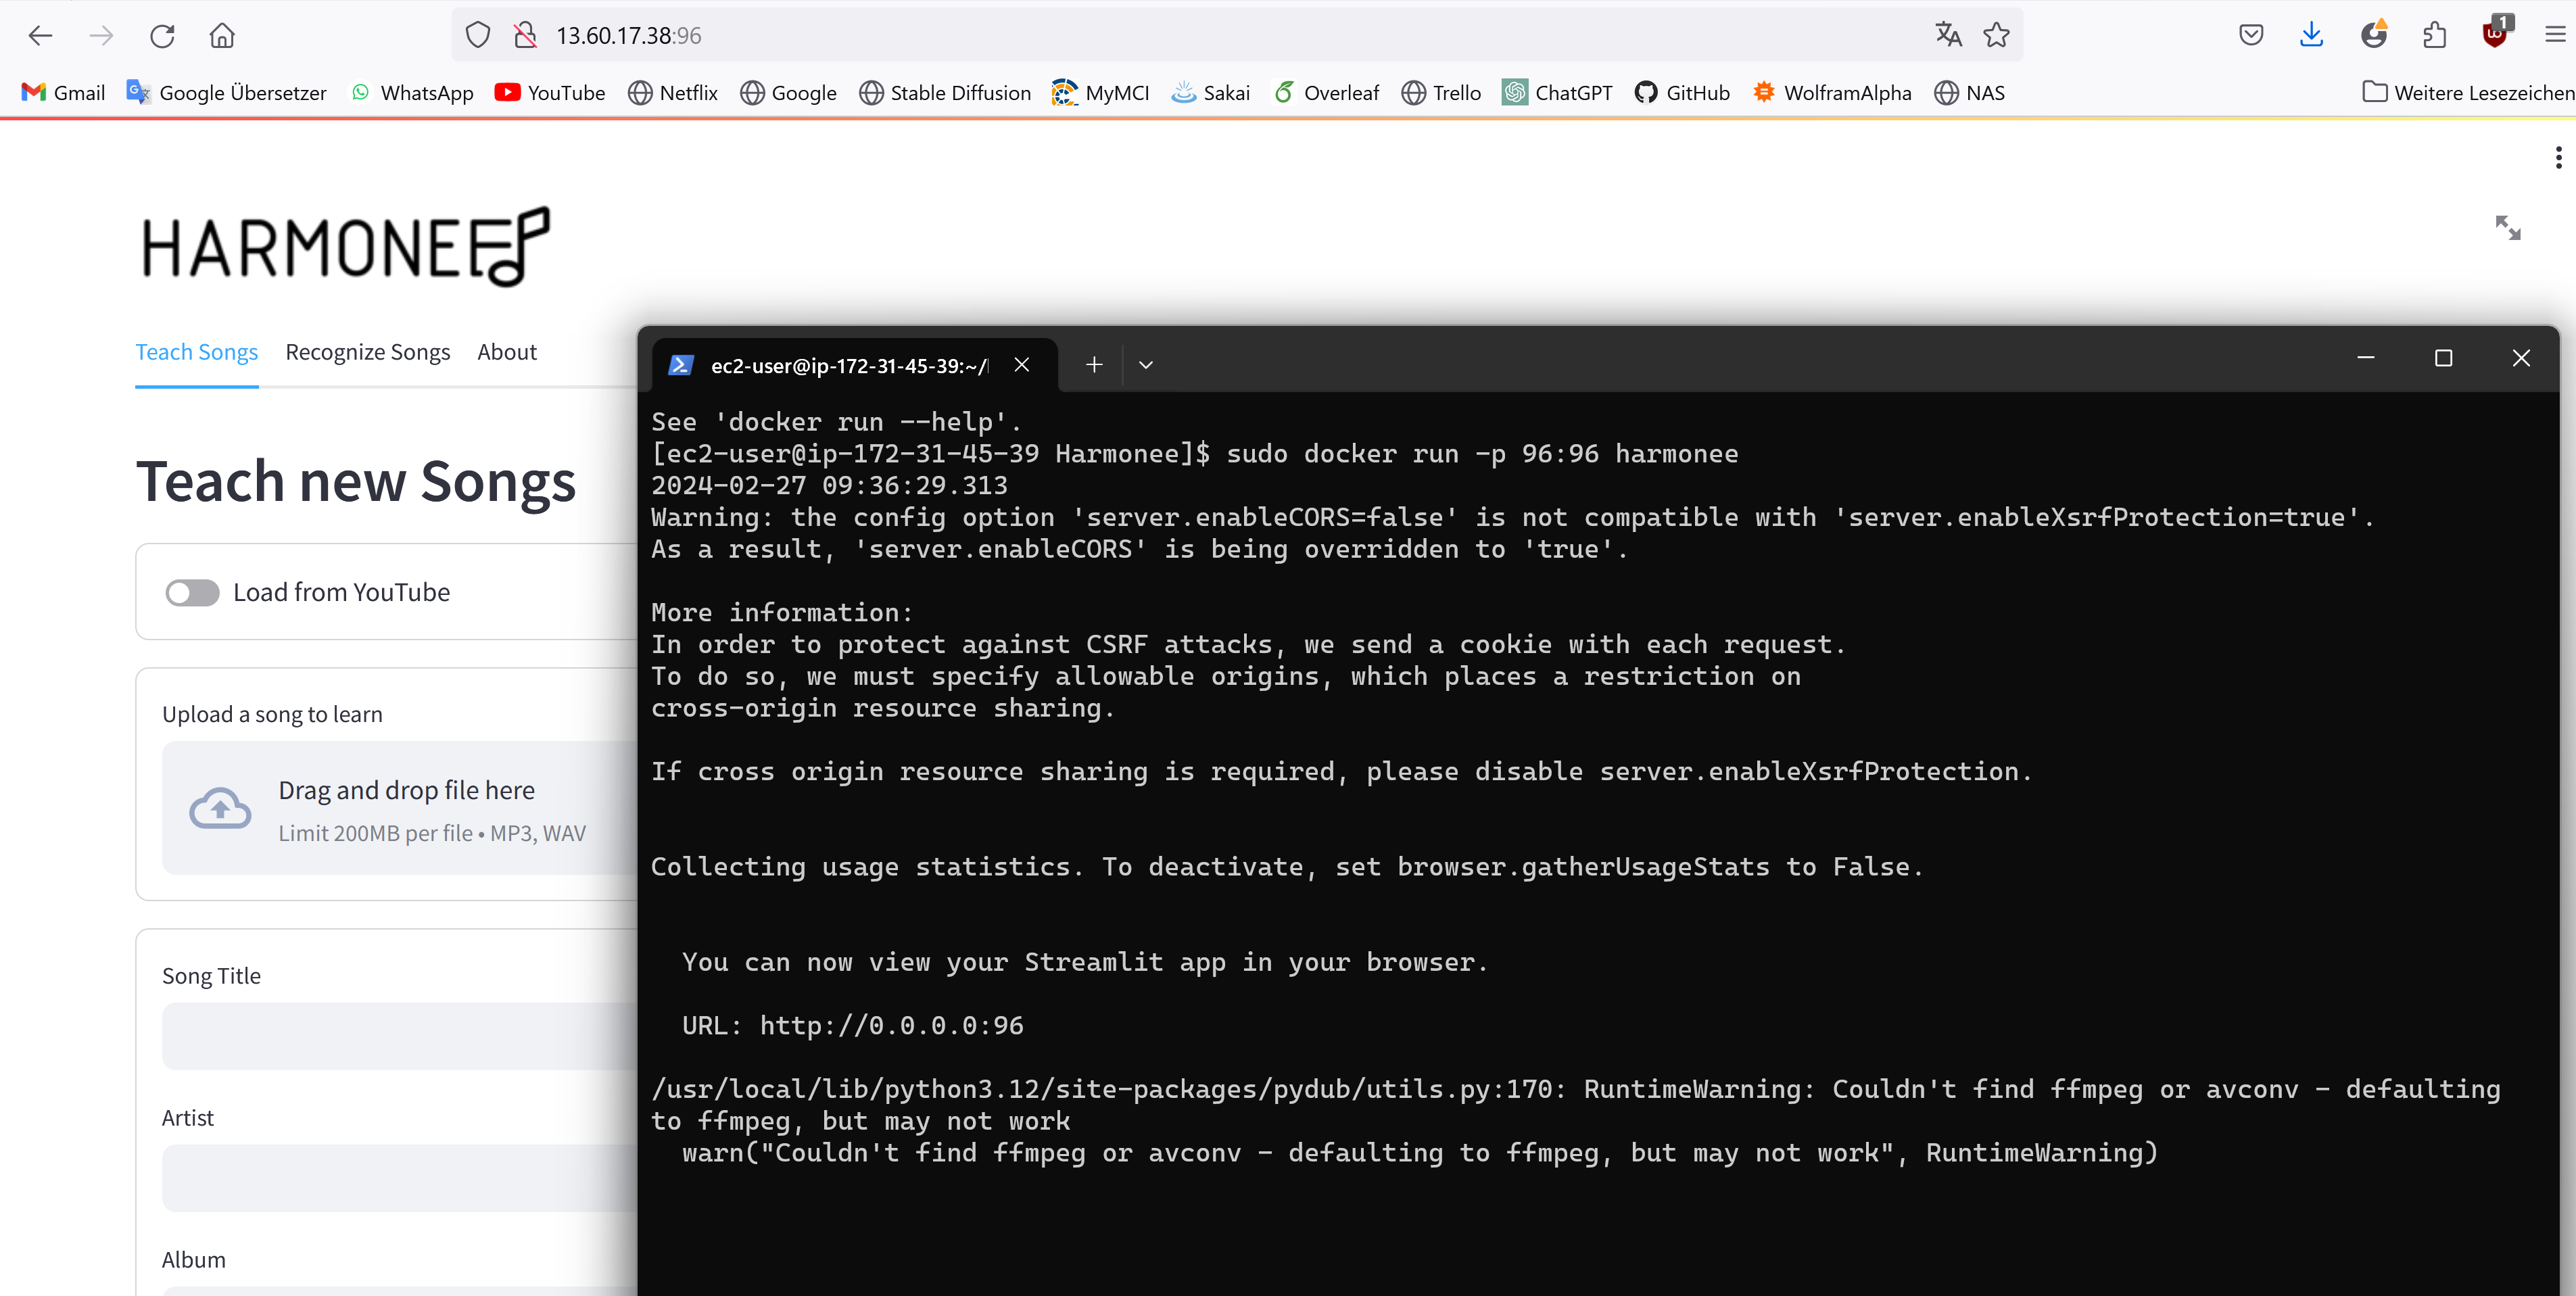 13.60.17.38:96
1
Gmail Google Übersetzer WhatsApp YouTube Netflix Google Stable Diffusion MyMCI Sakai Overleaf Trello ChatGPT GitHub WolframAlpha NAS Weitere Lesezeichen
HARMONEE
Teach Songs Recognize Songs About
Teach new Songs
Load from YouTube
Upload a song to learn
Drag and drop file here
Limit 200MB per file • MP3, WAV
Song Title
Artist
Album
ec2-user@ip-172-31-45-39:~/
See 'docker run --help'.
[ec2-user@ip-172-31-45-39 Harmonee]$ sudo docker run -p 96:96 harmonee
2024-02-27 09:36:29.313
Warning: the config option 'server.enableCORS=false' is not compatible with 'server.enableXsrfProtection=true'.
As a result, 'server.enableCORS' is being overridden to 'true'.
More information:
In order to protect against CSRF attacks, we send a cookie with each request.
To do so, we must specify allowable origins, which places a restriction on
cross-origin resource sharing.
If cross origin resource sharing is required, please disable server.enableXsrfProtection.
Collecting usage statistics. To deactivate, set browser.gatherUsageStats to False.
You can now view your Streamlit app in your browser.
URL: http://0.0.0.0:96
/usr/local/lib/python3.12/site-packages/pydub/utils.py:170: RuntimeWarning: Couldn't find ffmpeg or avconv - defaulting
to ffmpeg, but may not work
warn("Couldn't find ffmpeg or avconv - defaulting to ffmpeg, but may not work", RuntimeWarning)